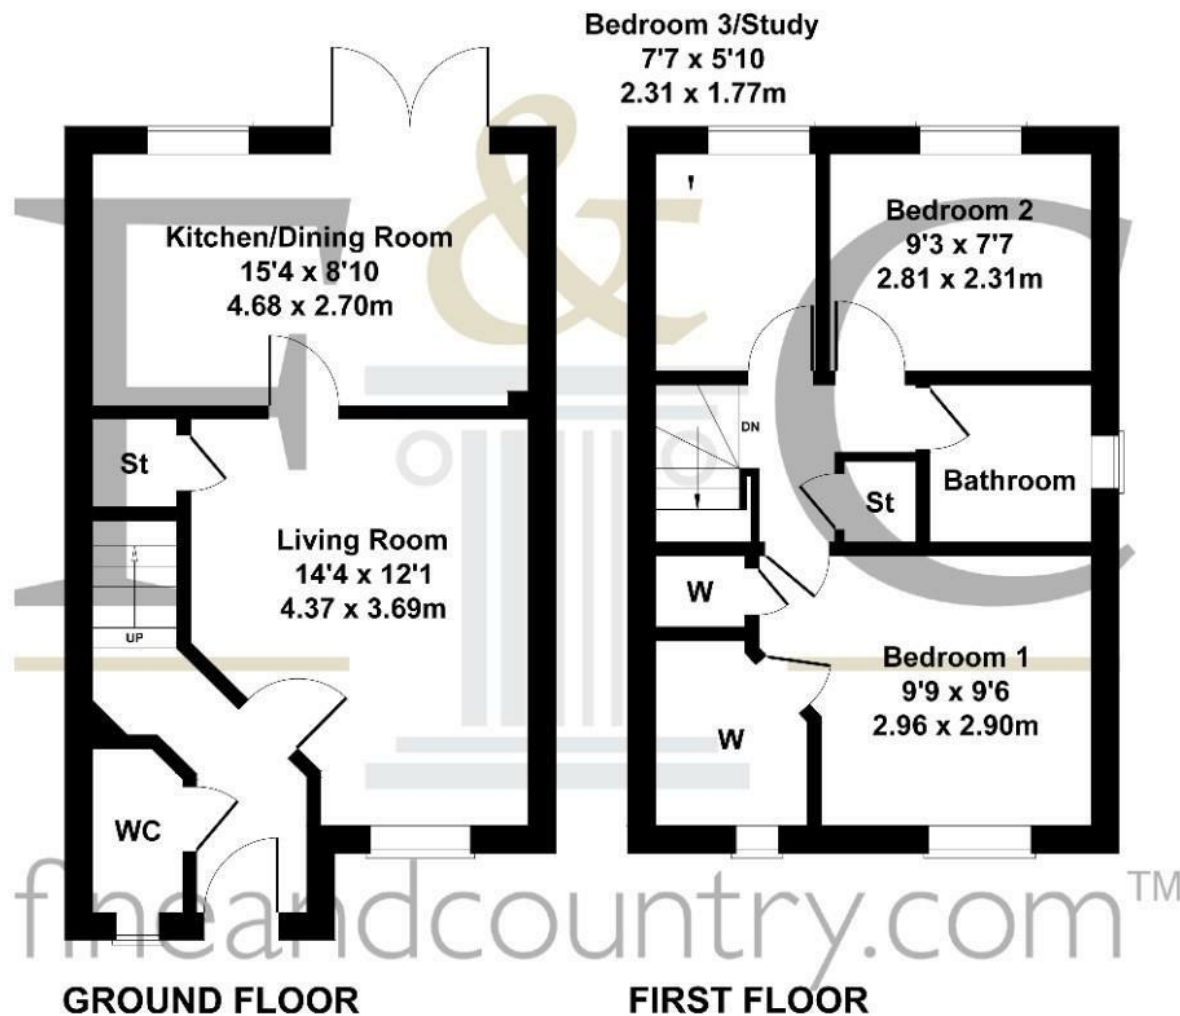 Bedroom 3/Study
7'7 x 5'10
2.31 x 1.77m
Kitchen/Dining Room
15'4 x 8'10
4.68 x 2.70m
Bedroom 2
9'3 x 7'7
2.81 x 2.31m
&
C
F
St
DN
Bathroom
St
Living Room
14'4 x 12'1
4.37 x 3.69m
W
UP
Bedroom 1
9'9 x 9'6
2.96 x 2.90m
W
WC
fineandcountry.com™
GROUND FLOOR
FIRST FLOOR